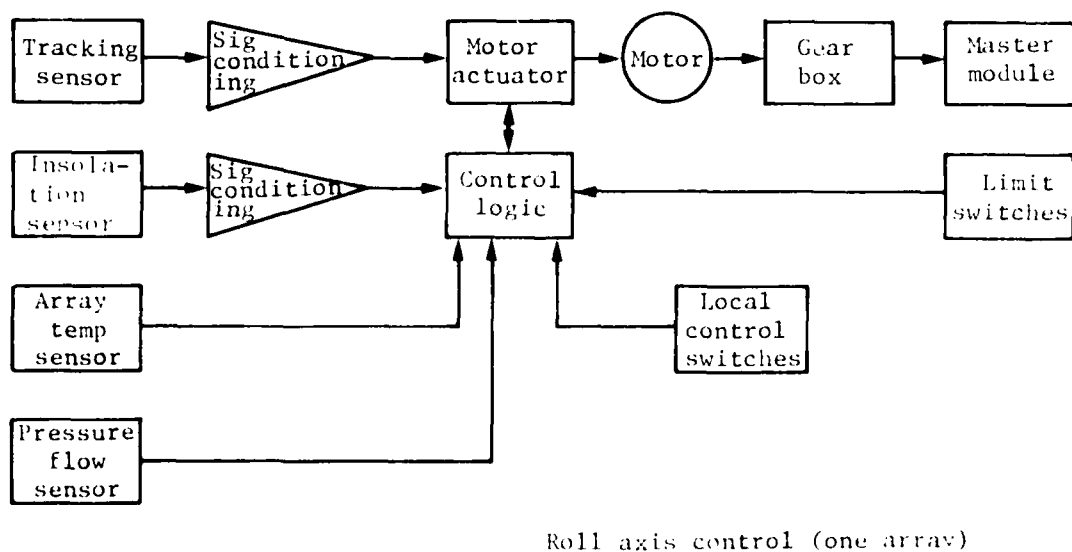 Tracking
sensor
Sig
condition
ing
Motor
actuator
Motor
Gear
box
Master
module
Insola-
tion
sensor
Sig
condition
ing
Control
logic
Limit
switches
Array
temp
sensor
Local
control
switches
Pressure
flow
sensor
Roll axis control (one array)